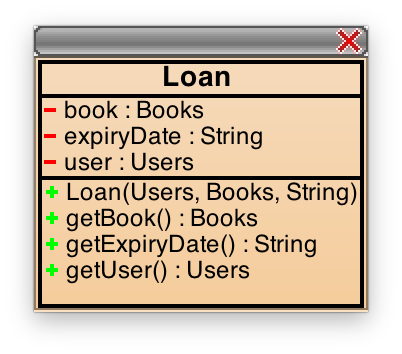 Loan
- book : Books
- expiryDate : String
- user : Users
+ Loan(Users, Books, String)
+ getBook() : Books
+ getExpiryDate() : String
+ getUser() : Users